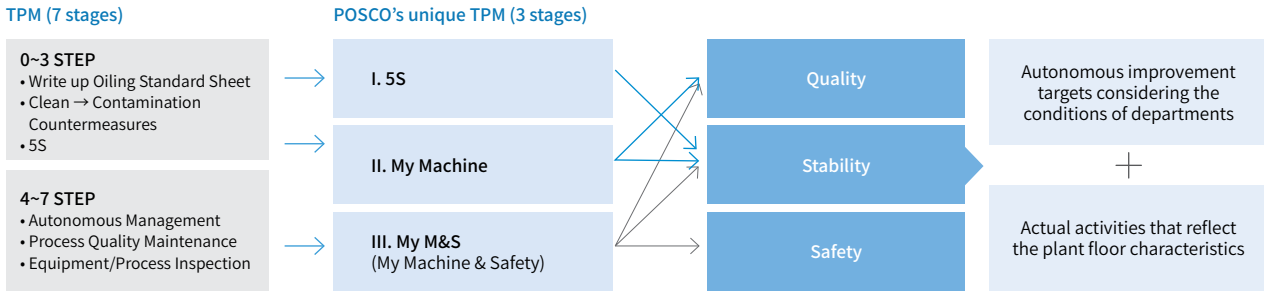 TPM (7 stages)
POSCO’s unique TPM (3 stages)
0~3 STEP
• Write up Oiling Standard Sheet
• Clean → Contamination
Countermeasures
• 5S
4~7 STEP
• Autonomous Management
• Process Quality Maintenance
• Equipment/Process Inspection
I. 5S
II. My Machine
III. My M&S
(My Machine & Safety)
Quality
Stability
Safety
Autonomous improvement
targets considering the
conditions of departments
+
Actual activities that reflect
the plant floor characteristics